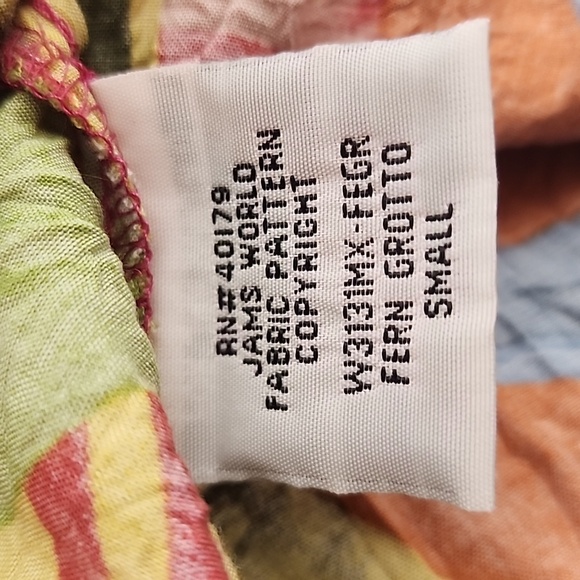 RN#40179
JAMS WORLD
FABRIC PATTERN
COPYRIGHT
W3131MX-FEGR
FERN GROTTO
SMALL